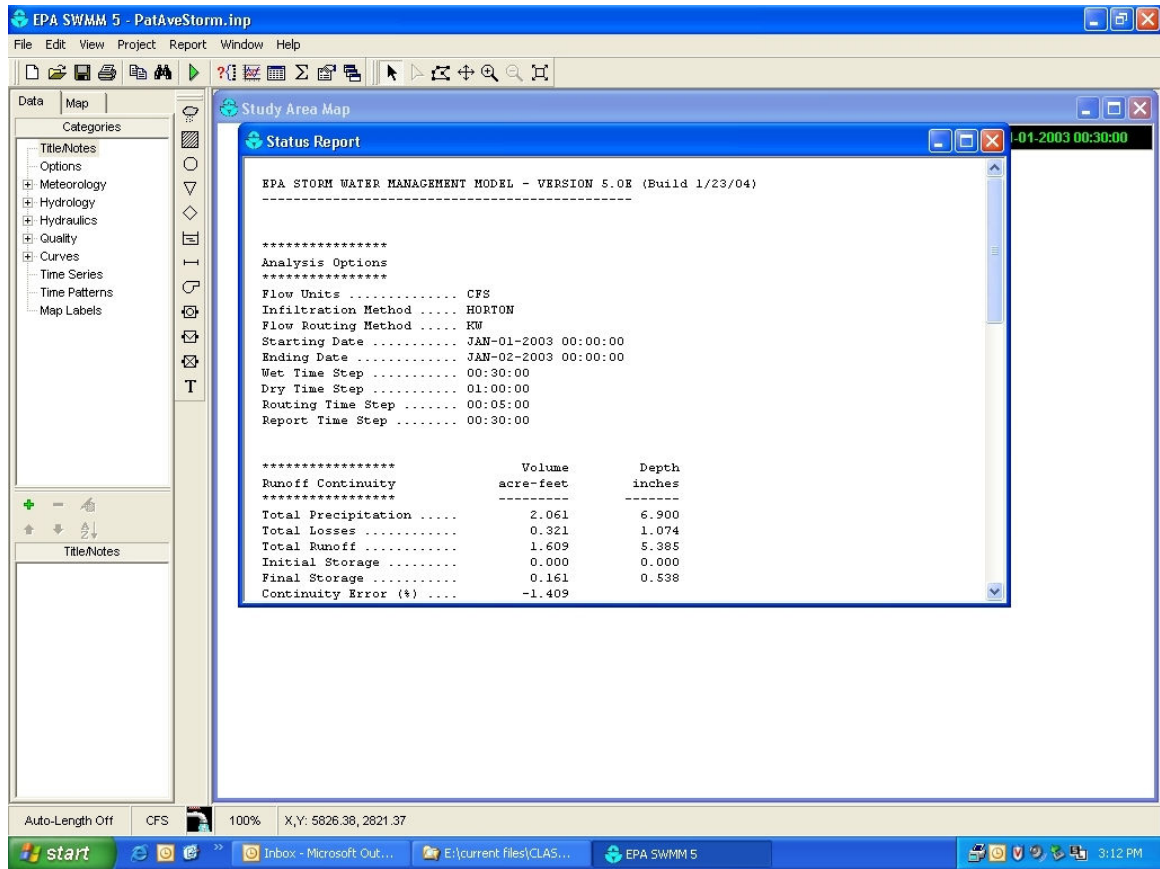 EPA SWMM 5 - PatAveStorm.inp
File Edit View Project Report Window Help
Data Map
Categories
Title/Notes
Options
Meteorology
Hydrology
Hydraulics
Quality
Curves
Time Series
Time Patterns
Map Labels
T
Title/Notes
Study Area Map
-01-2003 00:30:00
Status Report
EPA STORM WATER MANAGEMENT MODEL - VERSION 5.0E (Build 1/23/04)
--------------------------------------------------------------
****************
Analysis Options
****************
Flow Units .............. CFS
Infiltration Method ..... HORTON
Flow Routing Method ..... KW
Starting Date ........... JAN-01-2003 00:00:00
Ending Date ............. JAN-02-2003 00:00:00
Wet Time Step ........... 00:30:00
Dry Time Step ........... 01:00:00
Routing Time Step ....... 00:05:00
Report Time Step ........ 00:30:00
***************** Volume Depth
Runoff Continuity acre-feet inches
***************** --------- -------
Total Precipitation ..... 2.061 6.900
Total Losses ............ 0.321 1.074
Total Runoff ............ 1.609 5.385
Initial Storage ......... 0.000 0.000
Final Storage ........... 0.161 0.538
Continuity Error (%) .... -1.409
Auto-Length Off CFS 100% X,Y: 5826.38, 2821.37
start Inbox - Microsoft Out... E:\current files\CLAS... EPA SWMM 5 3:12 PM